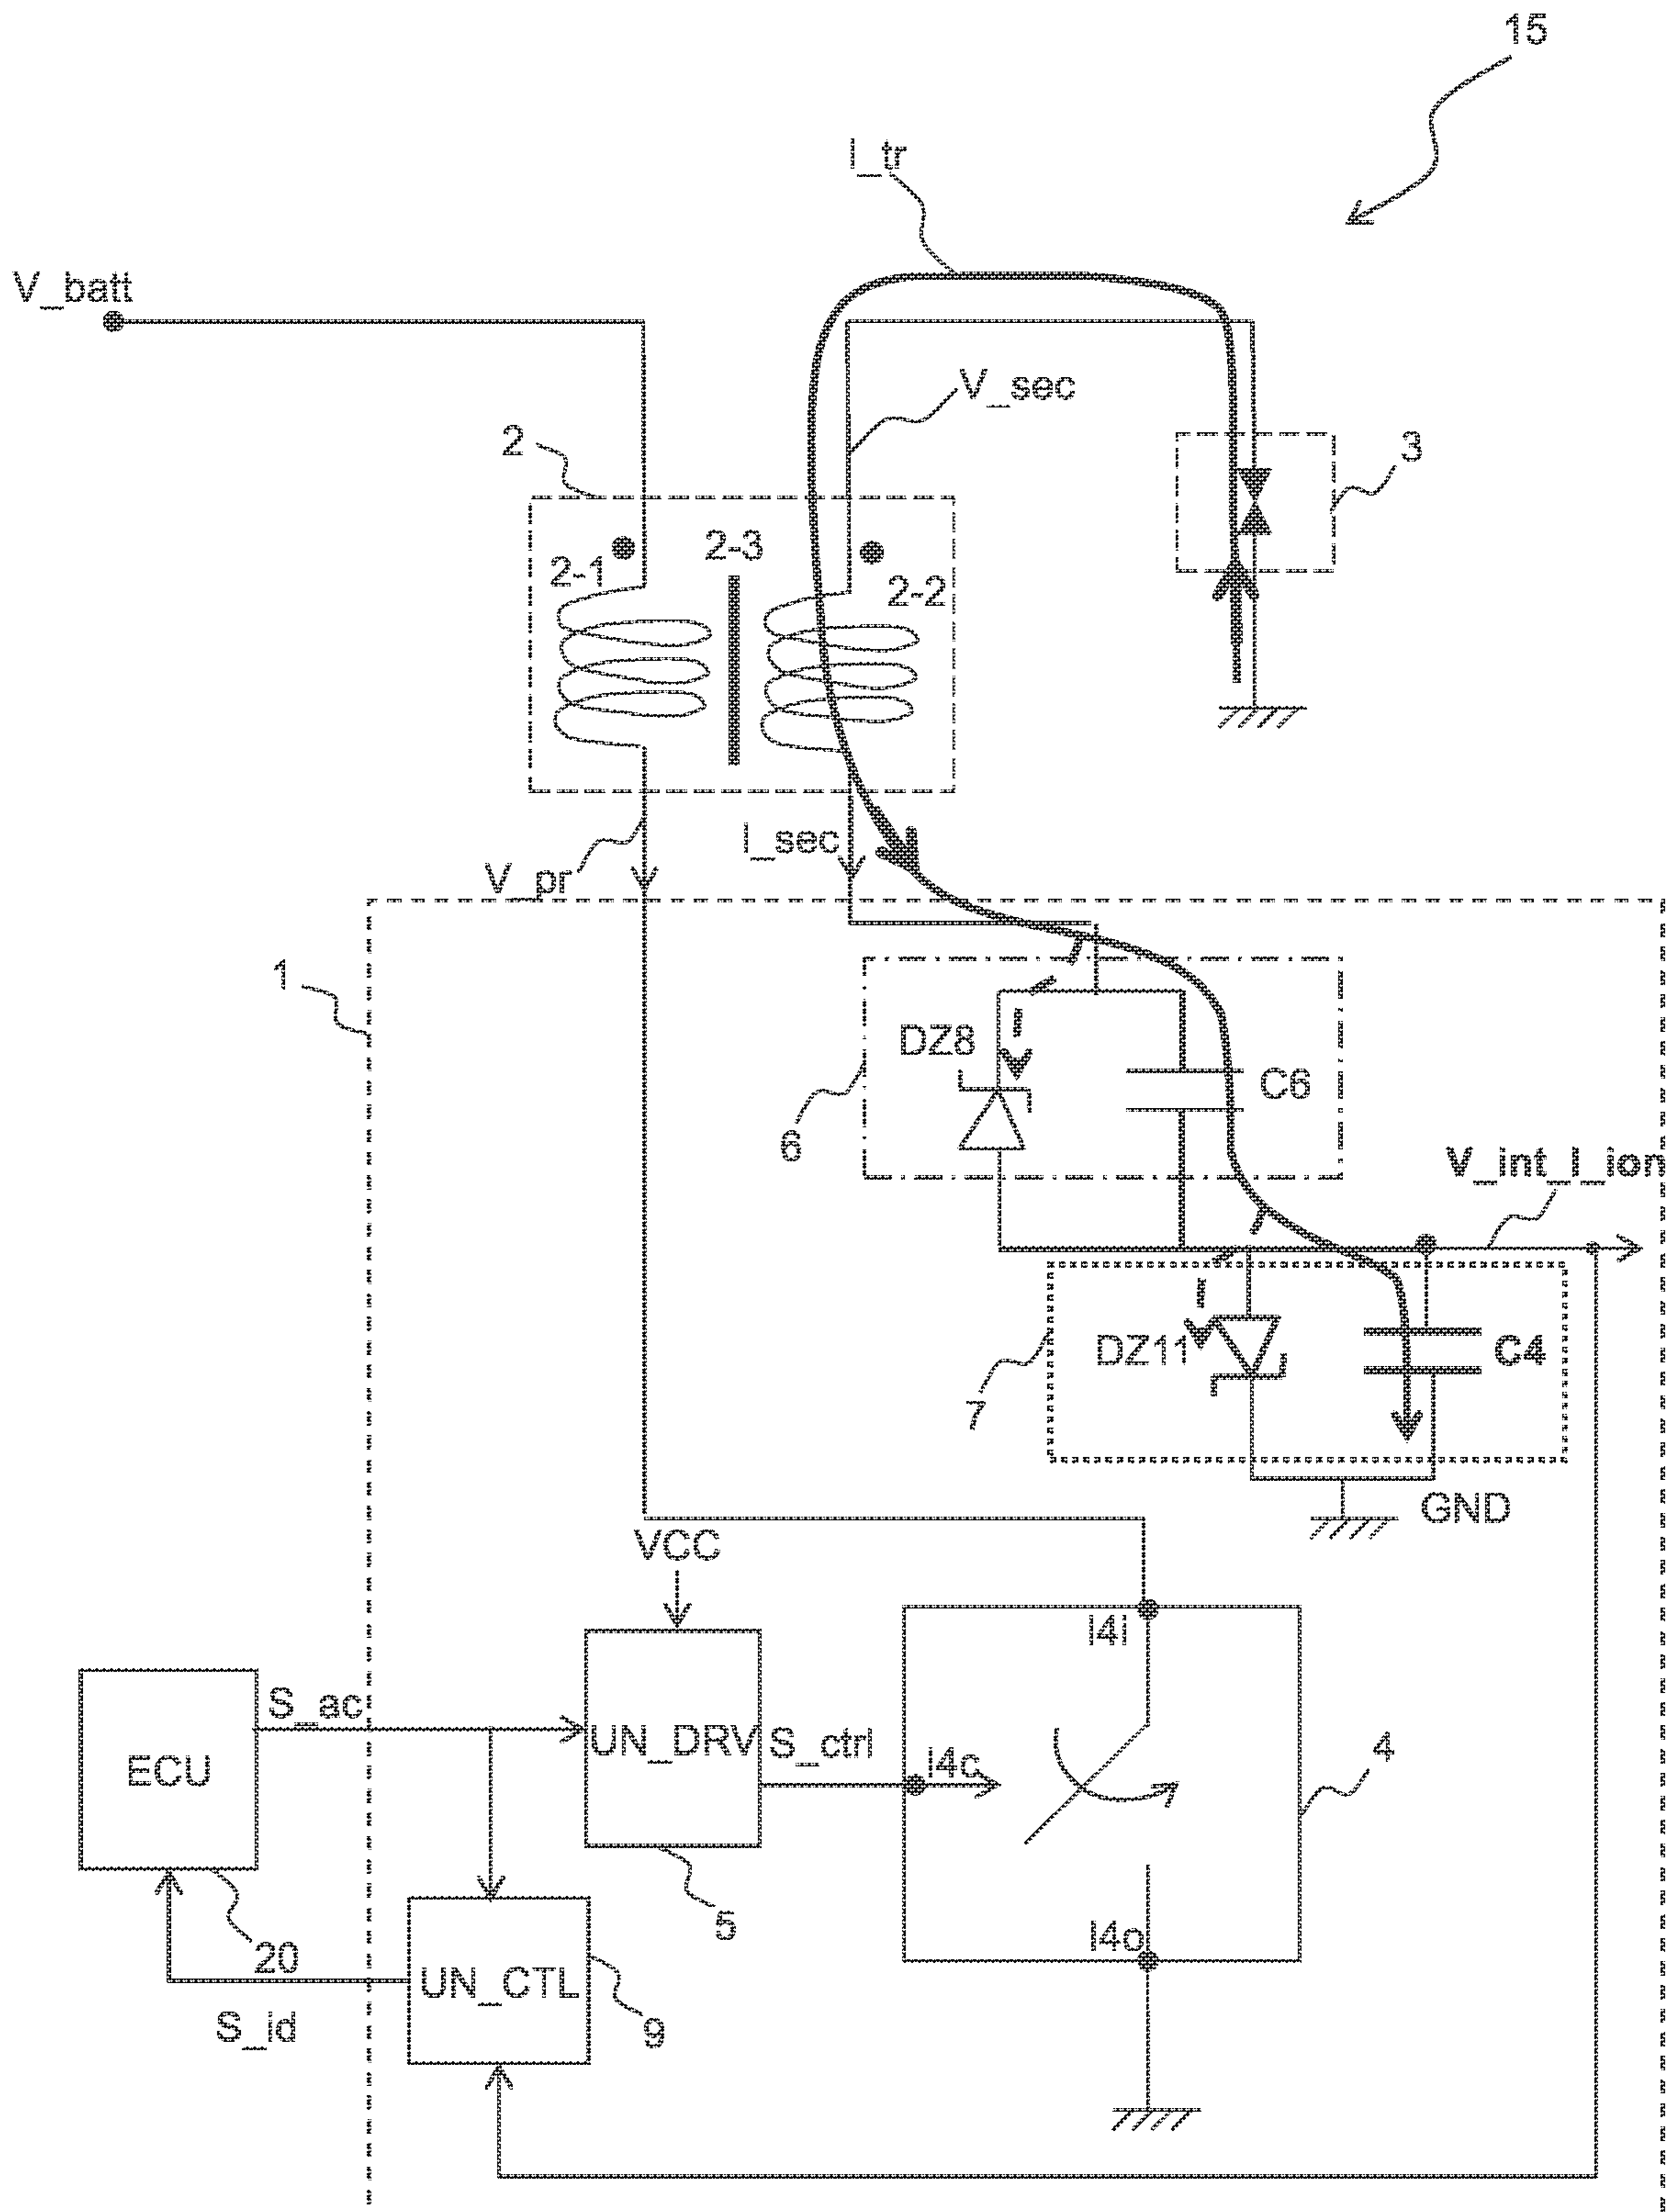 15
I_tr
V_batt
V_sec
2
3
2-3
2-1
2-2
I_sec
V_pr
1
DZ8
C6
6
V_int_I_ion
DZ11
C4
7
GND
VCC
I4i
S_ac
ECU
UN_DRV
S_ctrl
I4c
4
5
I4o
20
UN_CTL
S_id
9